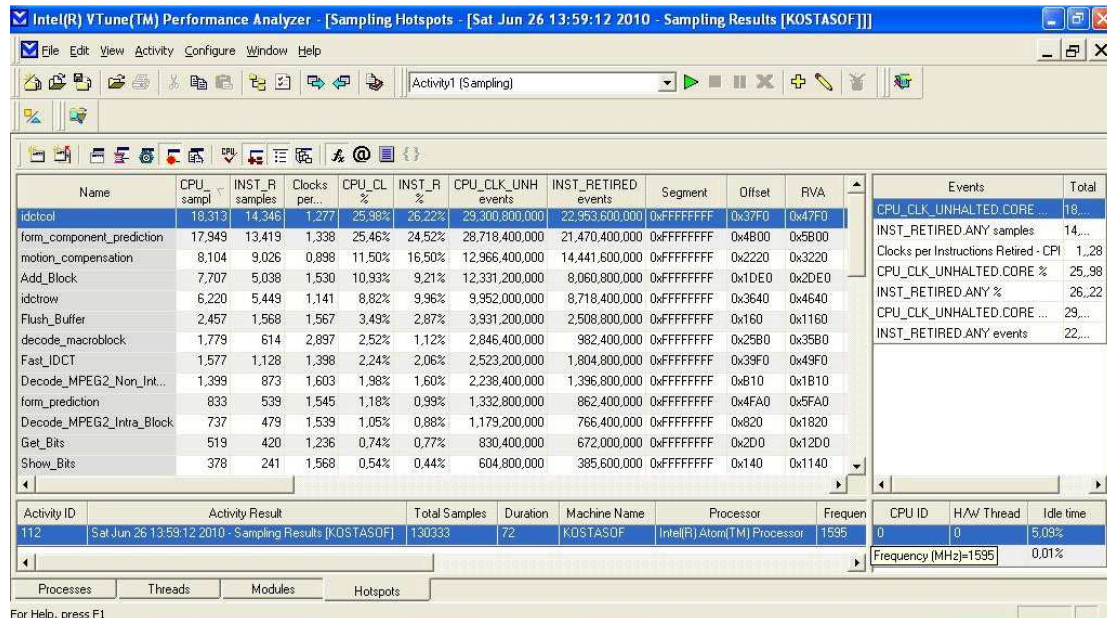 Intel(R) VTune(TM) Performance Analyzer - [Sampling Hotspots - [Sat Jun 26 13:59:12 2010 - Sampling Results [KOSTASOF]]]
File Edit View Activity Configure Window Help
Activity1 (Sampling)
Name CPU_ sampl INST_R samples Clocks per... CPU_CL % INST_R % CPU_CLK_UNH events INST_RETIRED events Segment Offset RVA
idctcol 18,313 14,346 1,277 25,98% 26,22% 29,300,800,000 22,953,600,000 0xFFFFFFFF 0x37F0 0x47F0
form_component_prediction 17,949 13,419 1,338 25,46% 24,52% 28,718,400,000 21,470,400,000 0xFFFFFFFF 0x4B00 0x5B00
motion_compensation 8,104 9,026 0,898 11,50% 16,50% 12,966,400,000 14,441,600,000 0xFFFFFFFF 0x2220 0x3220
Add_Block 7,707 5,038 1,530 10,93% 9,21% 12,331,200,000 8,060,800,000 0xFFFFFFFF 0x1DE0 0x2DE0
idctrow 6,220 5,449 1,141 8,82% 9,96% 9,952,000,000 8,718,400,000 0xFFFFFFFF 0x3640 0x4640
Flush_Buffer 2,457 1,568 1,567 3,49% 2,87% 3,931,200,000 2,508,800,000 0xFFFFFFFF 0x160 0x1160
decode_macroblock 1,779 614 2,897 2,52% 1,12% 2,846,400,000 982,400,000 0xFFFFFFFF 0x25B0 0x35B0
Fast_IDCT 1,577 1,128 1,398 2,24% 2,06% 2,523,200,000 1,804,800,000 0xFFFFFFFF 0x39F0 0x49F0
Decode_MPEG2_Non_Int... 1,399 873 1,603 1,98% 1,60% 2,238,400,000 1,396,800,000 0xFFFFFFFF 0xB10 0x1B10
form_prediction 833 539 1,545 1,18% 0,99% 1,332,800,000 862,400,000 0xFFFFFFFF 0x4FA0 0x5FA0
Decode_MPEG2_Intra_Block 737 479 1,539 1,05% 0,88% 1,179,200,000 766,400,000 0xFFFFFFFF 0x820 0x1820
Get_Bits 519 420 1,236 0,74% 0,77% 830,400,000 672,000,000 0xFFFFFFFF 0x2D0 0x12D0
Show_Bits 378 241 1,568 0,54% 0,44% 604,800,000 385,600,000 0xFFFFFFFF 0x140 0x1140
Events Total
CPU_CLK_UNHALTED.CORE ... 18,...
INST_RETIRED.ANY samples 14,...
Clocks per Instructions Retired - CPI 1,,28
CPU_CLK_UNHALTED.CORE % 25,,98
INST_RETIRED.ANY % 26,,22
CPU_CLK_UNHALTED.CORE ... 29,...
INST_RETIRED.ANY events 22,...
Activity ID Activity Result Total Samples Duration Machine Name Processor Frequen
112 Sat Jun 26 13:59:12 2010 - Sampling Results [KOSTASOF] 130333 72 KOSTASOF Intel(R) Atom(TM) Processor 1595
CPU ID H/W Thread Idle time
0 0 5,09%
Frequency (MHz)=1595 0,01%
Processes Threads Modules Hotspots
For Help, press F1